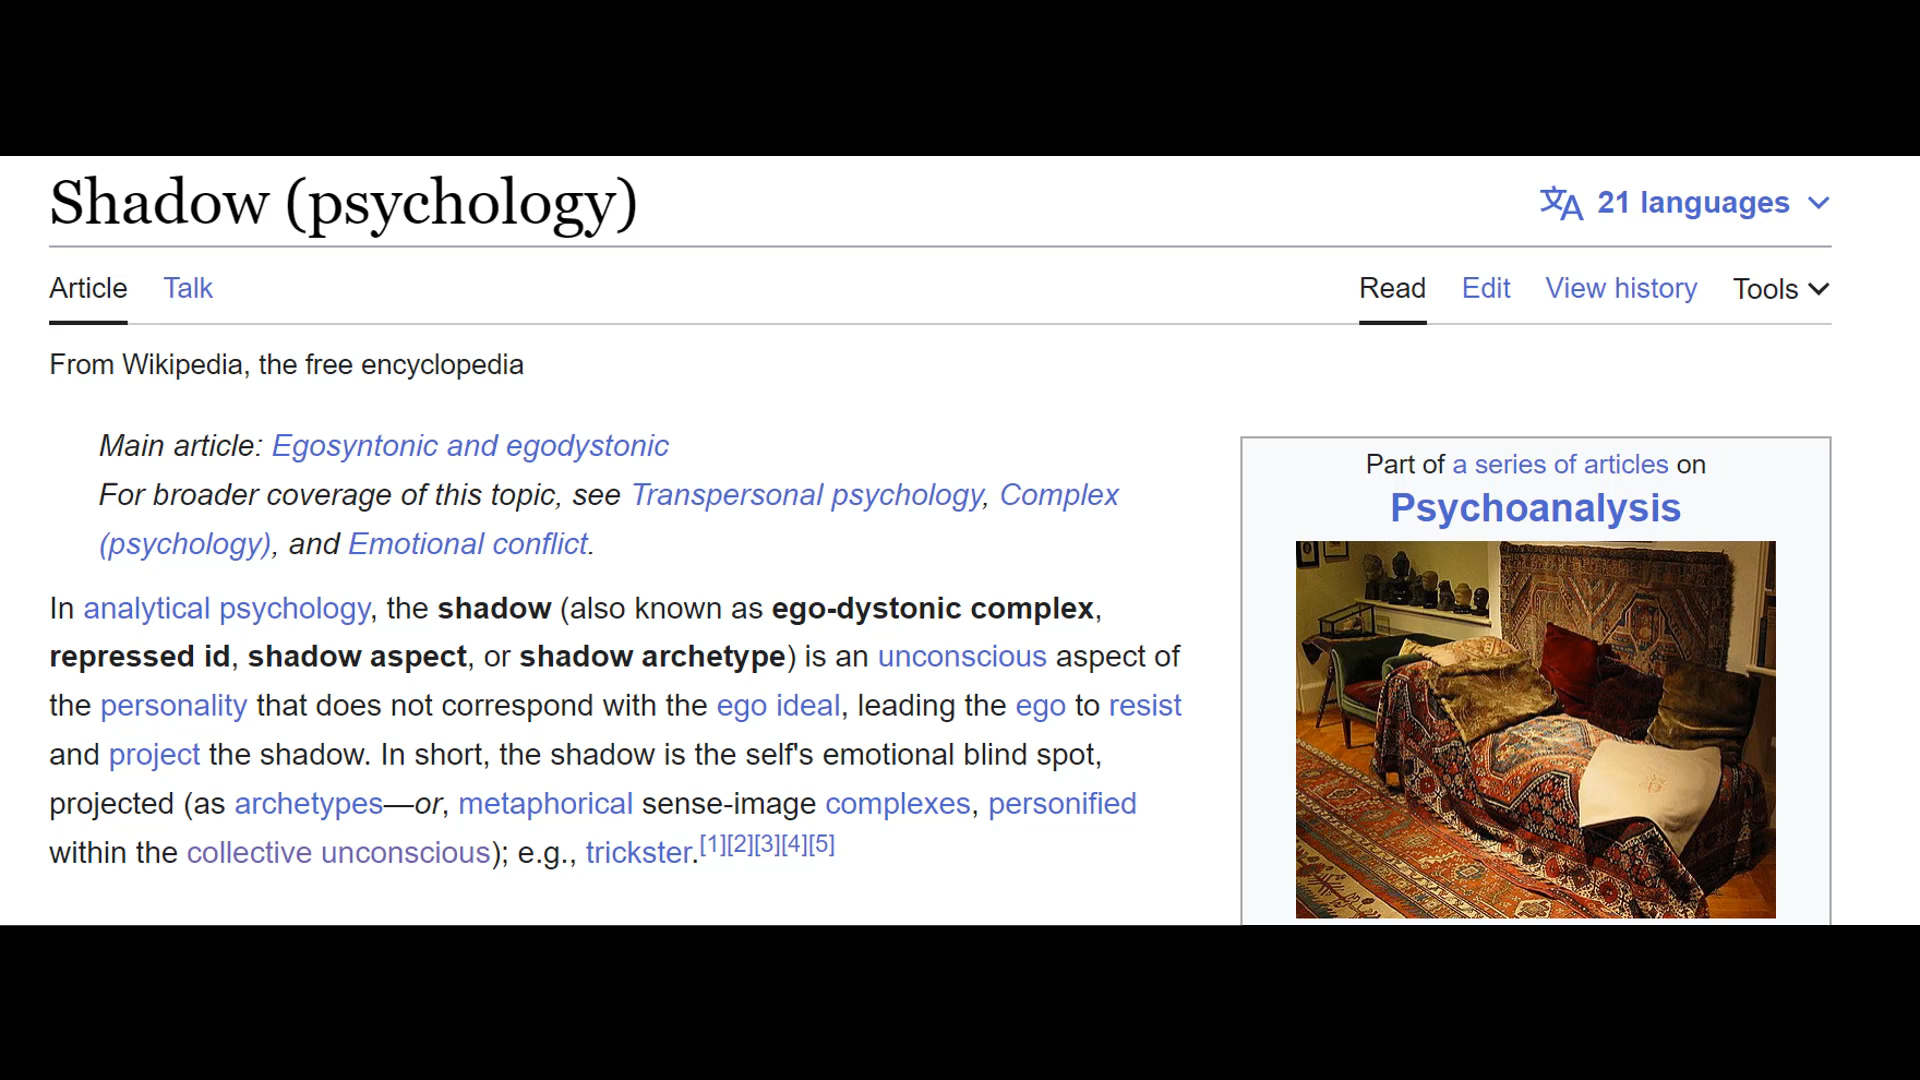 Shadow (psychology)
文A 21 languages
Article Talk
Read Edit View history Tools
From Wikipedia, the free encyclopedia
Main article: Egosyntonic and egodystonic
For broader coverage of this topic, see Transpersonal psychology, Complex
(psychology), and Emotional conflict.
In analytical psychology, the shadow (also known as ego-dystonic complex,
repressed id, shadow aspect, or shadow archetype) is an unconscious aspect of
the personality that does not correspond with the ego ideal, leading the ego to resist
and project the shadow. In short, the shadow is the self's emotional blind spot,
projected (as archetypes—or, metaphorical sense-image complexes, personified
within the collective unconscious); e.g., trickster.[1][2][3][4][5]
Part of a series of articles on
Psychoanalysis